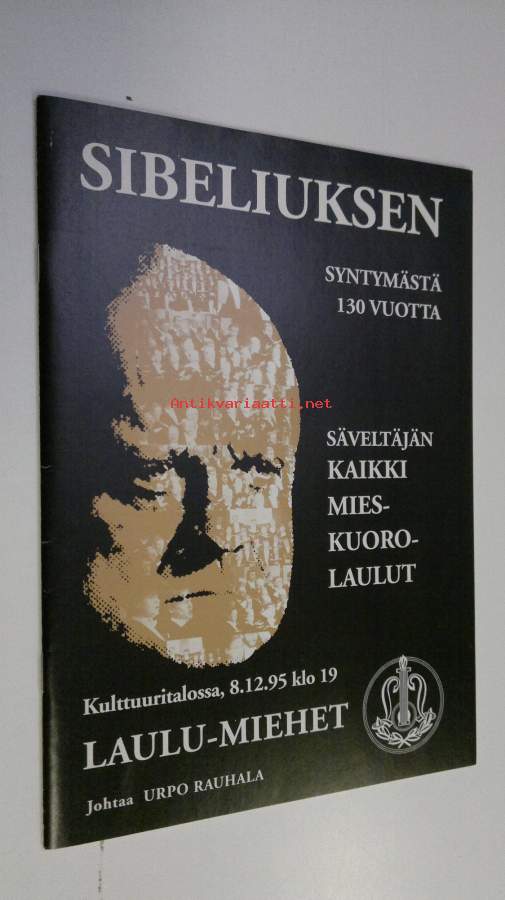 SIBELIUKSEN
SYNTYMÄSTÄ
130 VUOTTA
Antikvariaatti.net
SÄVELTÄJÄN
KAIKKI
MIES-
KUORO-
LAULUT
Kulttuuritalossa, 8.12.95 klo 19
LAULU-MIEHET
Johtaa URPO RAUHALA